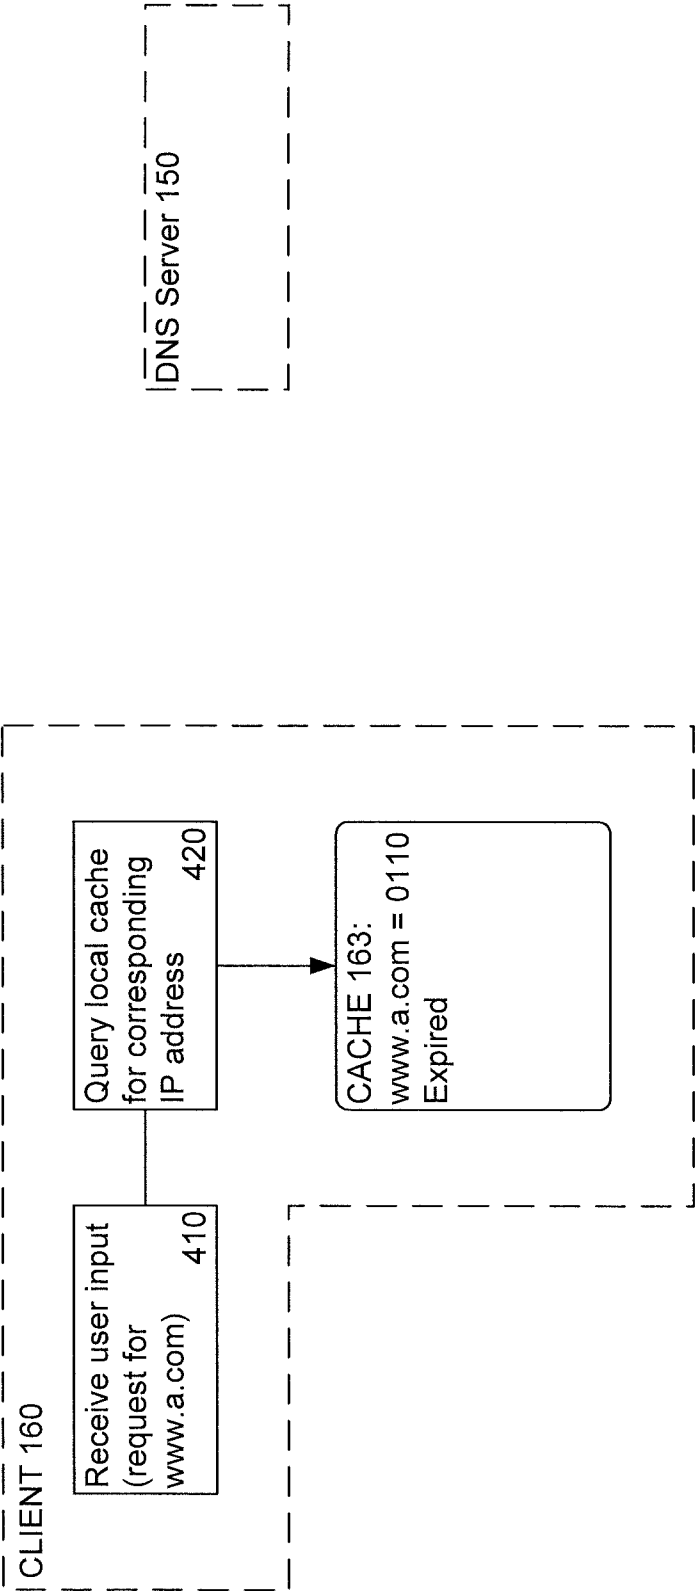 CLIENT 160
Receive user input
(request for
www.a.com)
410
Query local cache
for corresponding
IP address
420
CACHE 163:
www.a.com = 0110
Expired
DNS Server 150